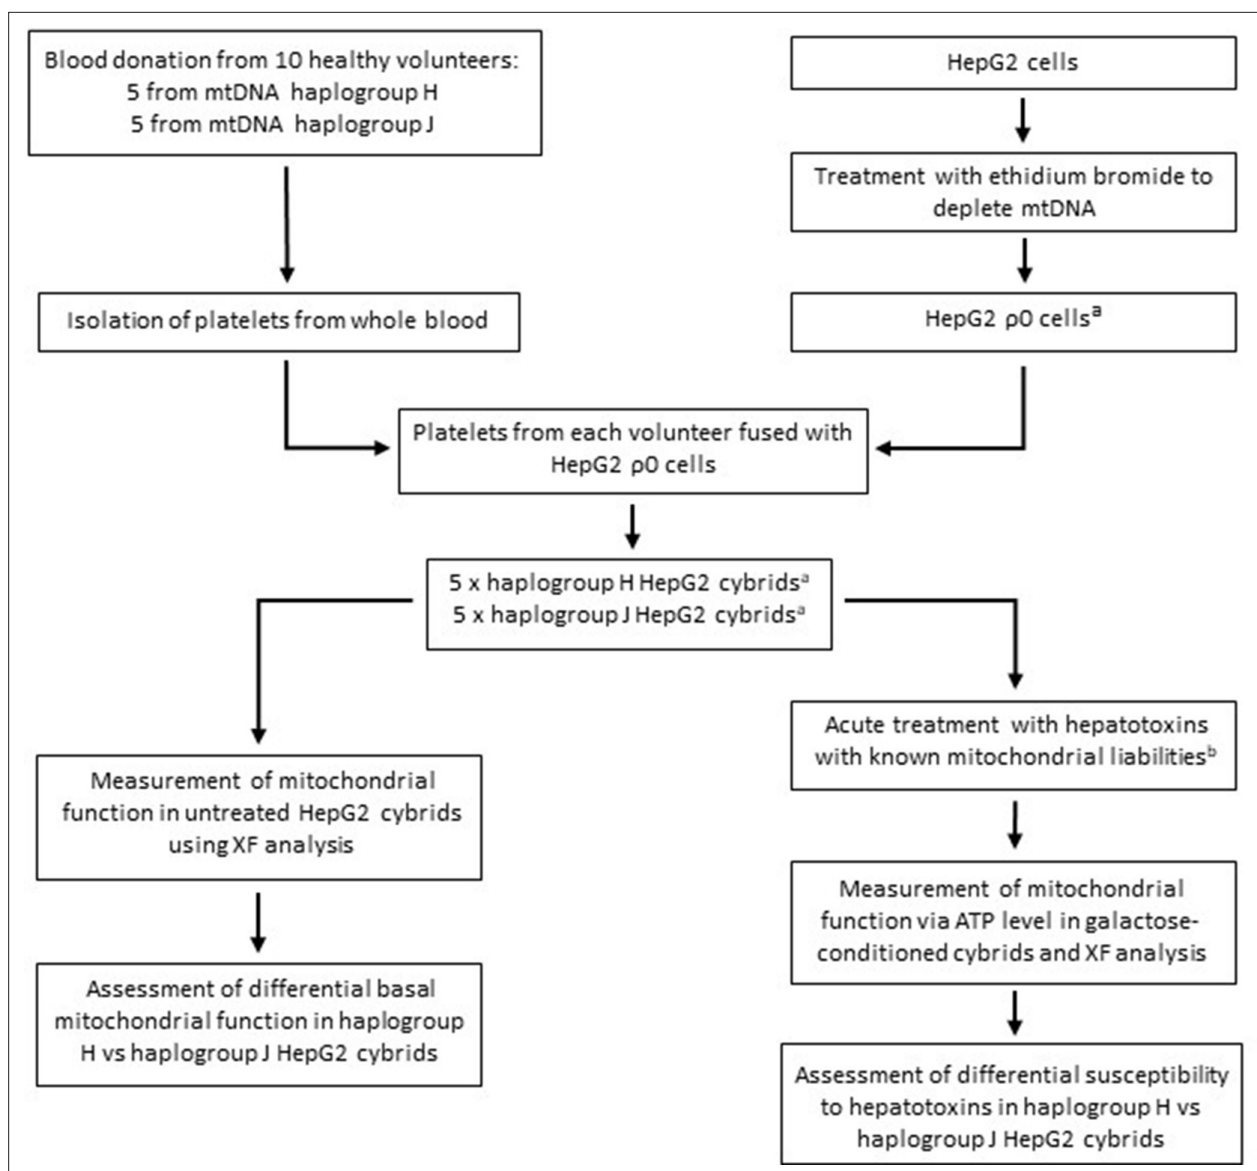 Blood donation from 10 healthy volunteers:
5 from mtDNA haplogroup H
5 from mtDNA haplogroup J
HepG2 cells
Treatment with ethidium bromide to
deplete mtDNA
Isolation of platelets from whole blood
HepG2 ρ0 cellsᵃ
Platelets from each volunteer fused with
HepG2 ρ0 cells
5 x haplogroup H HepG2 cybridsᵃ
5 x haplogroup J HepG2 cybridsᵃ
Measurement of mitochondrial
function in untreated HepG2 cybrids
using XF analysis
Assessment of differential basal
mitochondrial function in haplogroup
H vs haplogroup J HepG2 cybrids
Acute treatment with hepatotoxins
with known mitochondrial liabilitiesᵇ
Measurement of mitochondrial
function via ATP level in galactose-
conditioned cybrids and XF analysis
Assessment of differential susceptibility
to hepatotoxins in haplogroup H vs
haplogroup J HepG2 cybrids